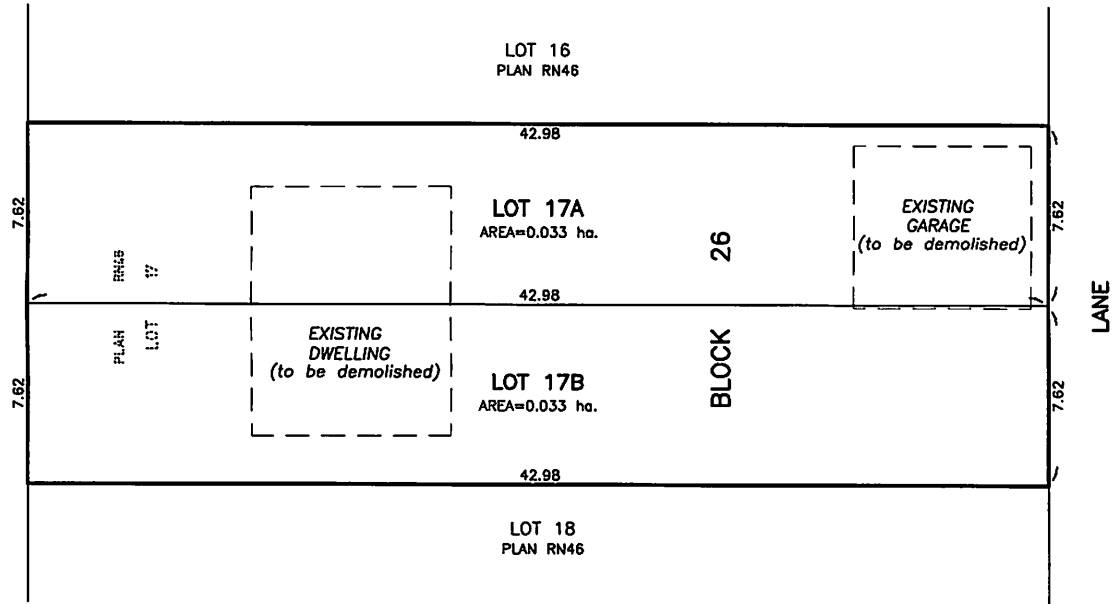 LOT 16
PLAN RN46
42.98
7.62
LOT 17A
AREA=0.033 ha.
EXISTING
GARAGE
(to be demolished)
7.62
PLAN RN46
LOT 17
BLOCK 26
LANE
42.98
7.62
EXISTING
DWELLING
(to be demolished)
LOT 17B
AREA=0.033 ha.
7.62
42.98
LOT 18
PLAN RN46